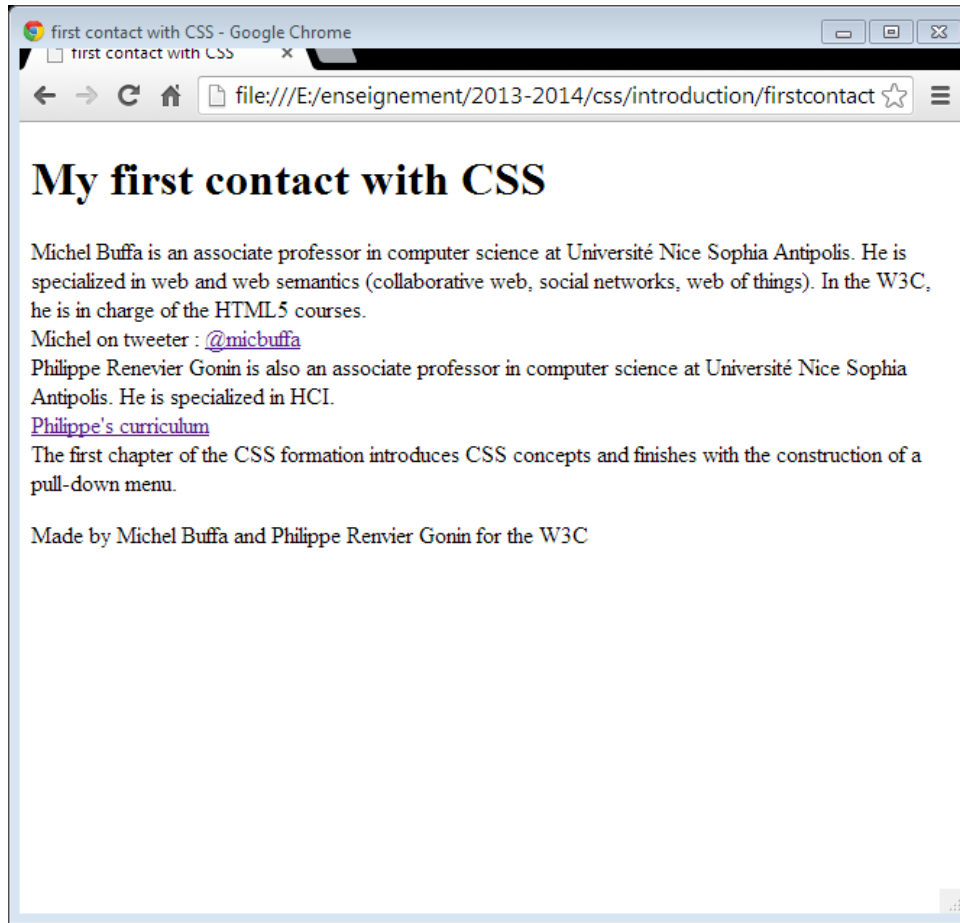 first contact with CSS - Google Chrome
first contact with CSS
file:///E:/enseignement/2013-2014/css/introduction/firstcontact
My first contact with CSS
Michel Buffa is an associate professor in computer science at Université Nice Sophia Antipolis. He is
specialized in web and web semantics (collaborative web, social networks, web of things). In the W3C,
he is in charge of the HTML5 courses.
Michel on tweeter : @micbuffa
Philippe Renevier Gonin is also an associate professor in computer science at Université Nice Sophia
Antipolis. He is specialized in HCI.
Philippe's curriculum
The first chapter of the CSS formation introduces CSS concepts and finishes with the construction of a
pull-down menu.
Made by Michel Buffa and Philippe Renvier Gonin for the W3C